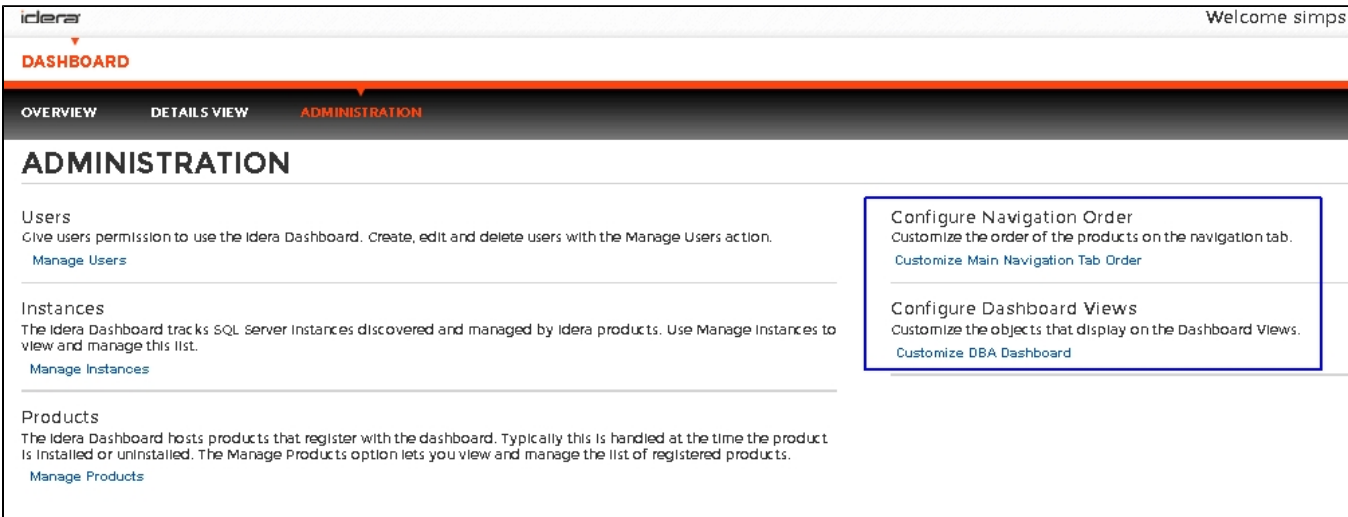 idera
Welcome simps
DASHBOARD
OVERVIEW DETAILS VIEW ADMINISTRATION
ADMINISTRATION
Users
Give users permission to use the Idera Dashboard. Create, edit and delete users with the Manage Users action.
Manage Users
Instances
The Idera Dashboard tracks SQL Server Instances discovered and managed by Idera products. Use Manage Instances to
view and manage this list.
Manage Instances
Products
The Idera Dashboard hosts products that register with the dashboard. Typically this is handled at the time the product
is installed or uninstalled. The Manage Products option lets you view and manage the list of registered products.
Manage Products
Configure Navigation Order
Customize the order of the products on the navigation tab.
Customize Main Navigation Tab Order
Configure Dashboard Views
Customize the objects that display on the Dashboard Views.
Customize DBA Dashboard